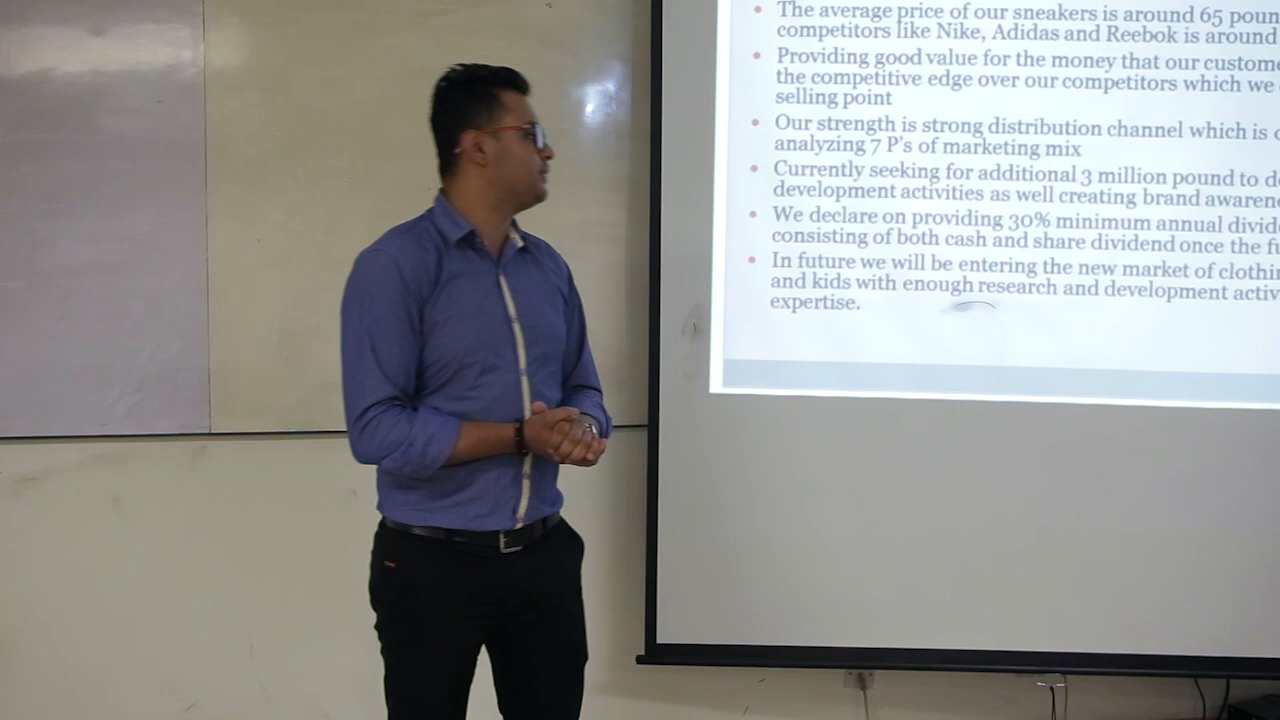 The average price of our sneakers is around 65 poun
competitors like Nike, Adidas and Reebok is around
Providing good value for the money that our custome
the competitive edge over our competitors which we
selling point
Our strength is strong distribution channel which is
analyzing 7 P's of marketing mix
Currently seeking for additional 3 million pound to d
development activities as well creating brand awaren
We declare on providing 30% minimum annual divid
consisting of both cash and share dividend once the f
In future we will be entering the new market of clothin
and kids with enough research and development activ
expertise.